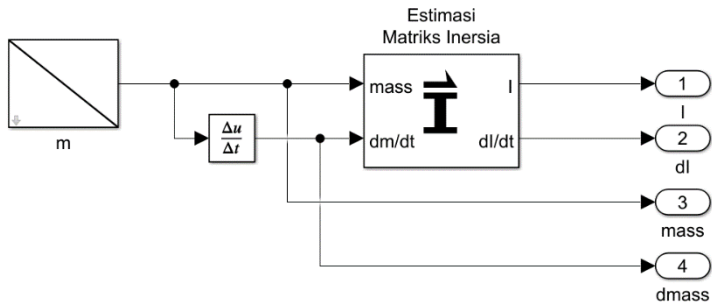 Estimasi
Matriks Inersia
m
Δu
Δt
mass
dm/dt
I
dI/dt
1
I
2
dI
3
mass
4
dmass